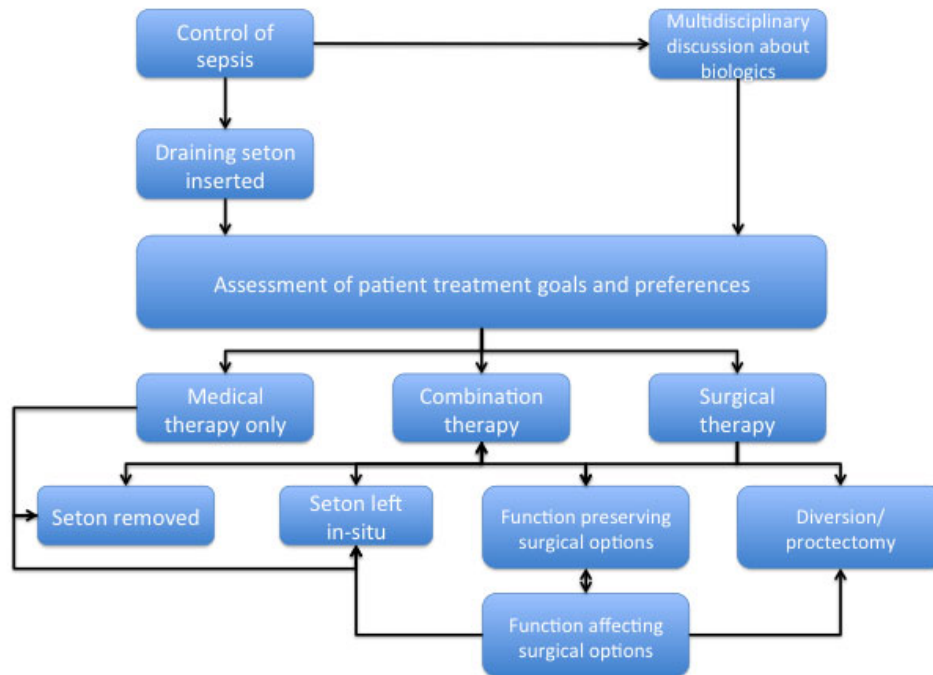 Control of
sepsis
Multidisciplinary
discussion about
biologics
Draining seton
inserted
Assessment of patient treatment goals and preferences
Medical
therapy only
Combination
therapy
Surgical
therapy
Seton removed
Seton left
in-situ
Function preserving
surgical options
Diversion/
proctectomy
Function affecting
surgical options